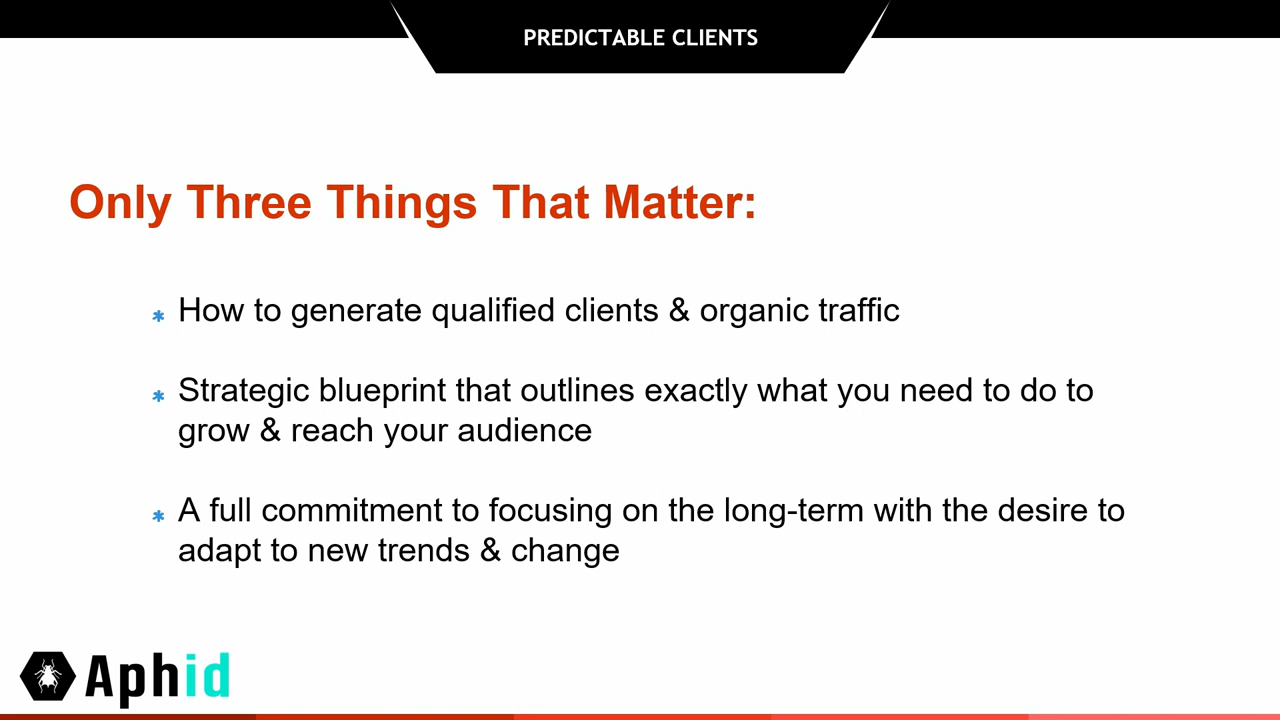 PREDICTABLE CLIENTS
Only Three Things That Matter:
* How to generate qualified clients & organic traffic
* Strategic blueprint that outlines exactly what you need to do to
grow & reach your audience
* A full commitment to focusing on the long-term with the desire to
adapt to new trends & change
Aphid